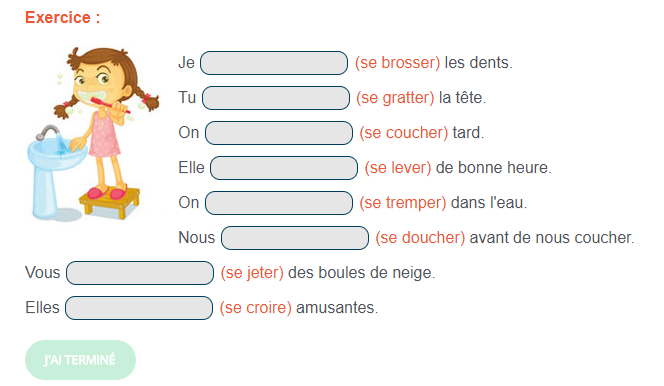 Exercice :
Je (se brosser) les dents.
Tu (se gratter) la tête.
On (se coucher) tard.
Elle (se lever) de bonne heure.
On (se tremper) dans l'eau.
Nous (se doucher) avant de nous coucher.
Vous (se jeter) des boules de neige.
Elles (se croire) amusantes.
J'AI TERMINÉ